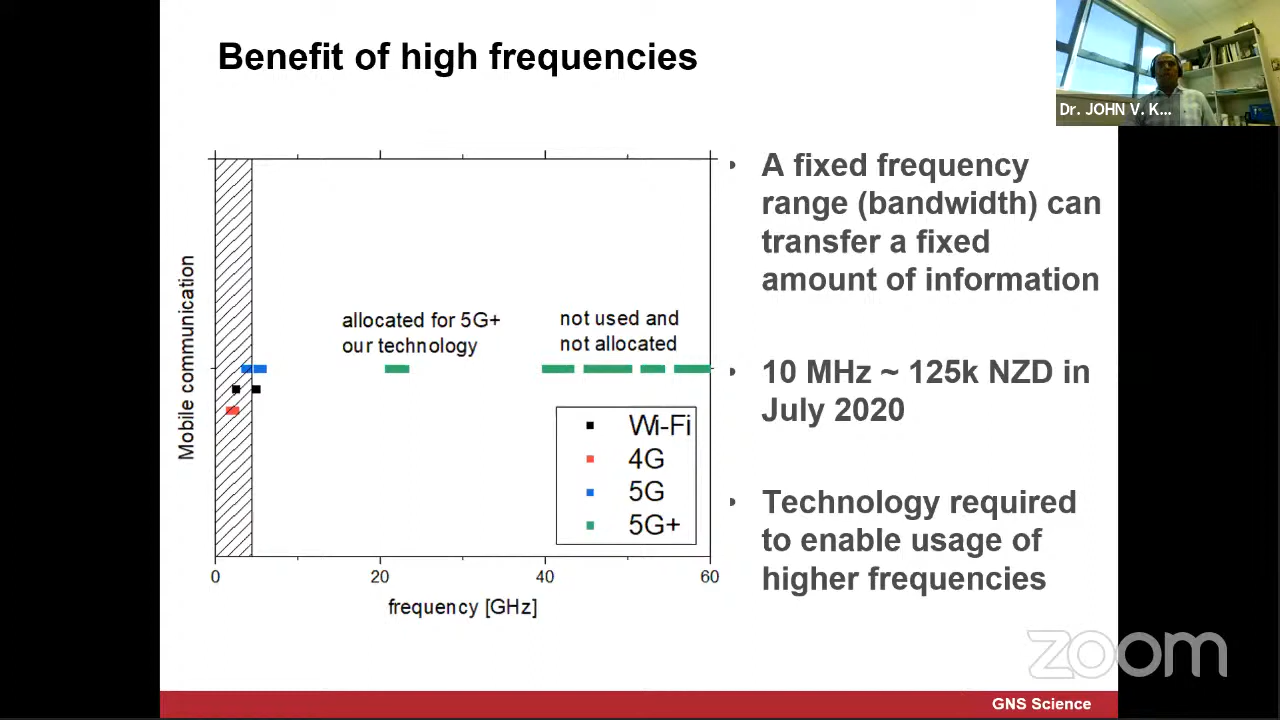 Benefit of high frequencies
Dr. JOHN V. K...
Mobile communication
allocated for 5G+
our technology
not used and
not allocated
Wi-Fi
4G
5G
5G+
0
20
40
60
frequency [GHz]
• A fixed frequency
range (bandwidth) can
transfer a fixed
amount of information
• 10 MHz ~ 125k NZD in
July 2020
• Technology required
to enable usage of
higher frequencies
zoom
GNS Science